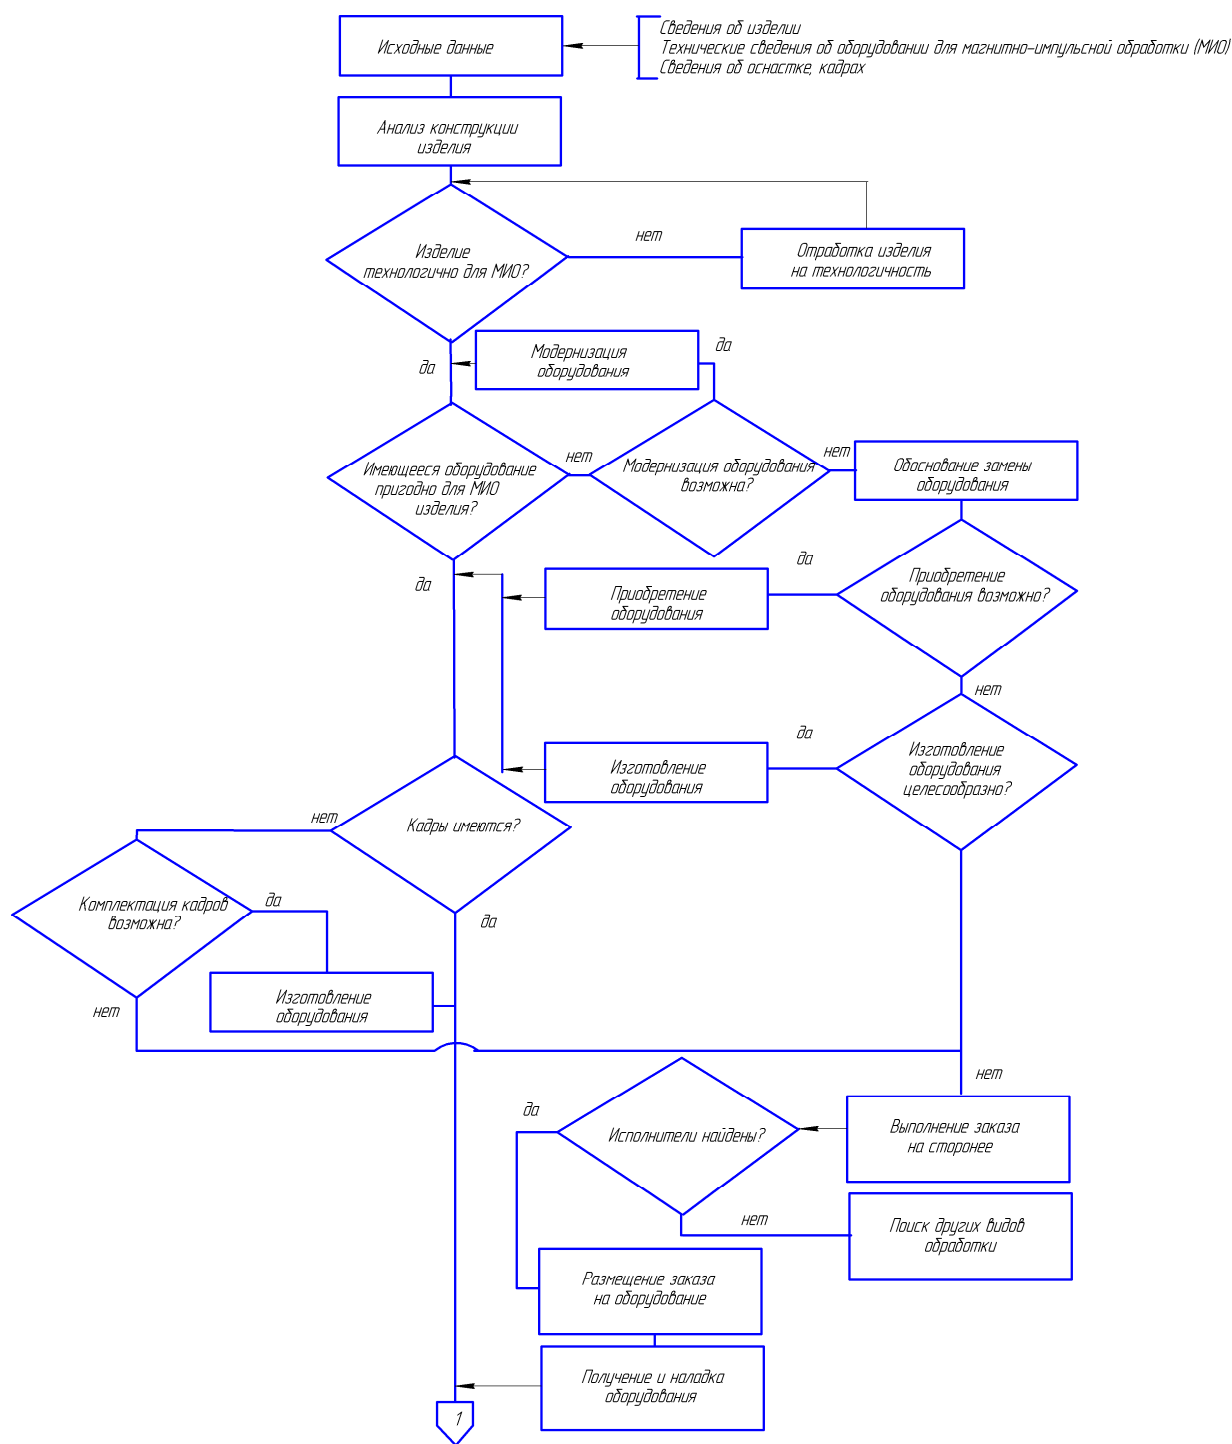 Исходные данные
Сведения об изделии
Технические сведения об оборудовании для магнитно-импульсной обработки (МИО)
Сведения об оснастке, кадрах
Анализ конструкции
изделия
Изделие
технологично для МИО?
нет
Отработка изделия
на технологичность
да
Модернизация
оборудования
да
Имеющееся оборудование
пригодно для МИО
изделия?
нет
Модернизация оборудования
возможна?
нет
Обоснование замены
оборудования
да
Приобретение
оборудования
да
Приобретение
оборудования возможно?
нет
Изготовление
оборудования
да
Изготовление
оборудования
целесообразно?
нет
Кадры имеются?
Комплектация кадров
возможна?
да
да
Изготовление
оборудования
нет
нет
да
Исполнители найдены?
Выполнение заказа
на сторонее
нет
Поиск других видов
обработки
Размещение заказа
на оборудование
Получение и наладка
оборудования
1